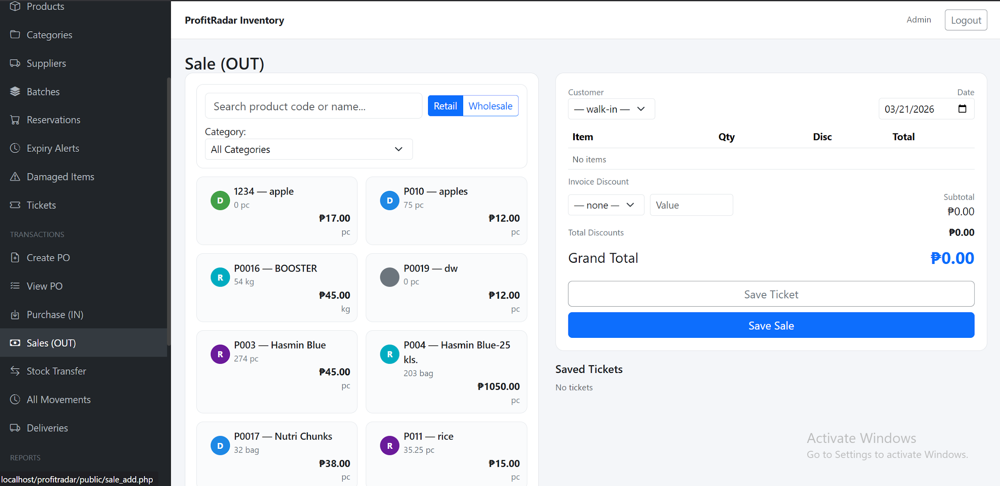 Products
Categories
Suppliers
Batches
Reservations
Expiry Alerts
Damaged Items
Tickets
TRANSACTIONS
Create PO
View PO
Purchase (IN)
Sales (OUT)
Stock Transfer
All Movements
Deliveries
REPORTS
localhost/profitradar/public/sale_add.php
ProfitRadar Inventory
Admin
Logout
Sale (OUT)
Search product code or name...
Retail
Wholesale
Category:
All Categories
D
1234 — apple
0 pc
₱17.00
pc
D
P010 — apples
75 pc
₱12.00
pc
R
P0016 — BOOSTER
54 kg
₱45.00
kg
P0019 — dw
0 pc
₱12.00
pc
R
P003 — Hasmin Blue
274 pc
₱45.00
pc
R
P004 — Hasmin Blue-25
kls.
203 bag
₱1050.00
pc
D
P0017 — Nutri Chunks
32 bag
₱38.00
pc
R
P011 — rice
35.25 pc
₱15.00
pc
Customer
Date
— walk-in —
03/21/2026
Item Qty Disc Total
No items
Invoice Discount
— none —
Value
Subtotal
₱0.00
Total Discounts
₱0.00
Grand Total
₱0.00
Save Ticket
Save Sale
Saved Tickets
No tickets
Activate Windows
Go to Settings to activate Windows.